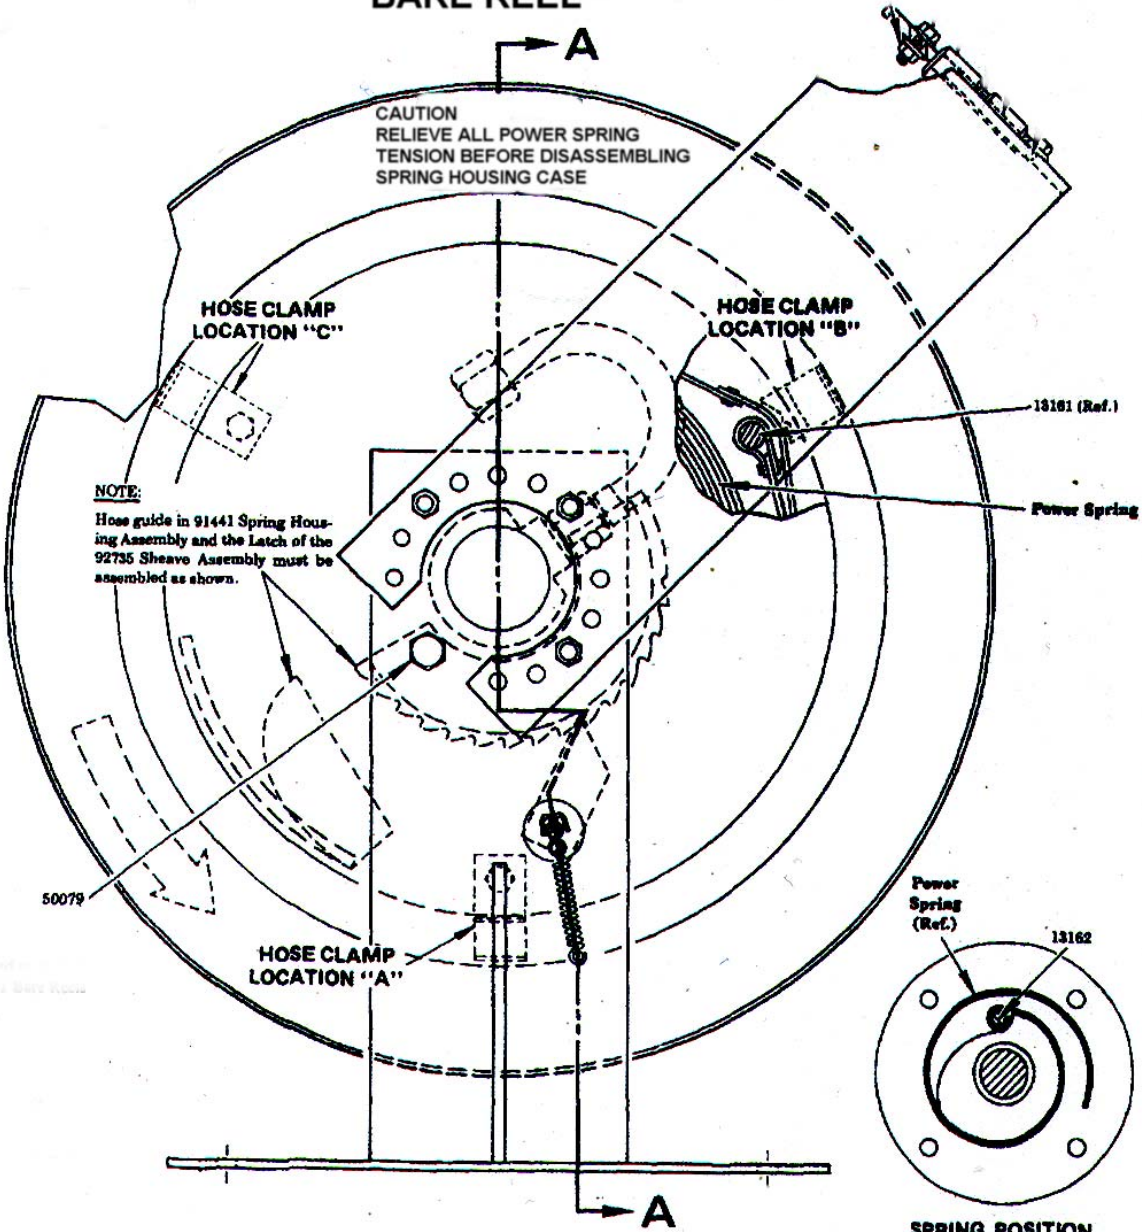 BARE REEL
A
CAUTION
RELIEVE ALL POWER SPRING
TENSION BEFORE DISASSEMBLING
SPRING HOUSING CASE
HOSE CLAMP
LOCATION "C"
HOSE CLAMP
LOCATION "B"
13161 (Ref.)
NOTE:
Hose guide in 91441 Spring Hous-
ing Assembly and the Latch of the
92735 Sheave Assembly must be
assembled as shown.
Power Spring
50079
HOSE CLAMP
LOCATION "A"
Power
Spring
(Ref.)
13162
A
SPRING POSITION